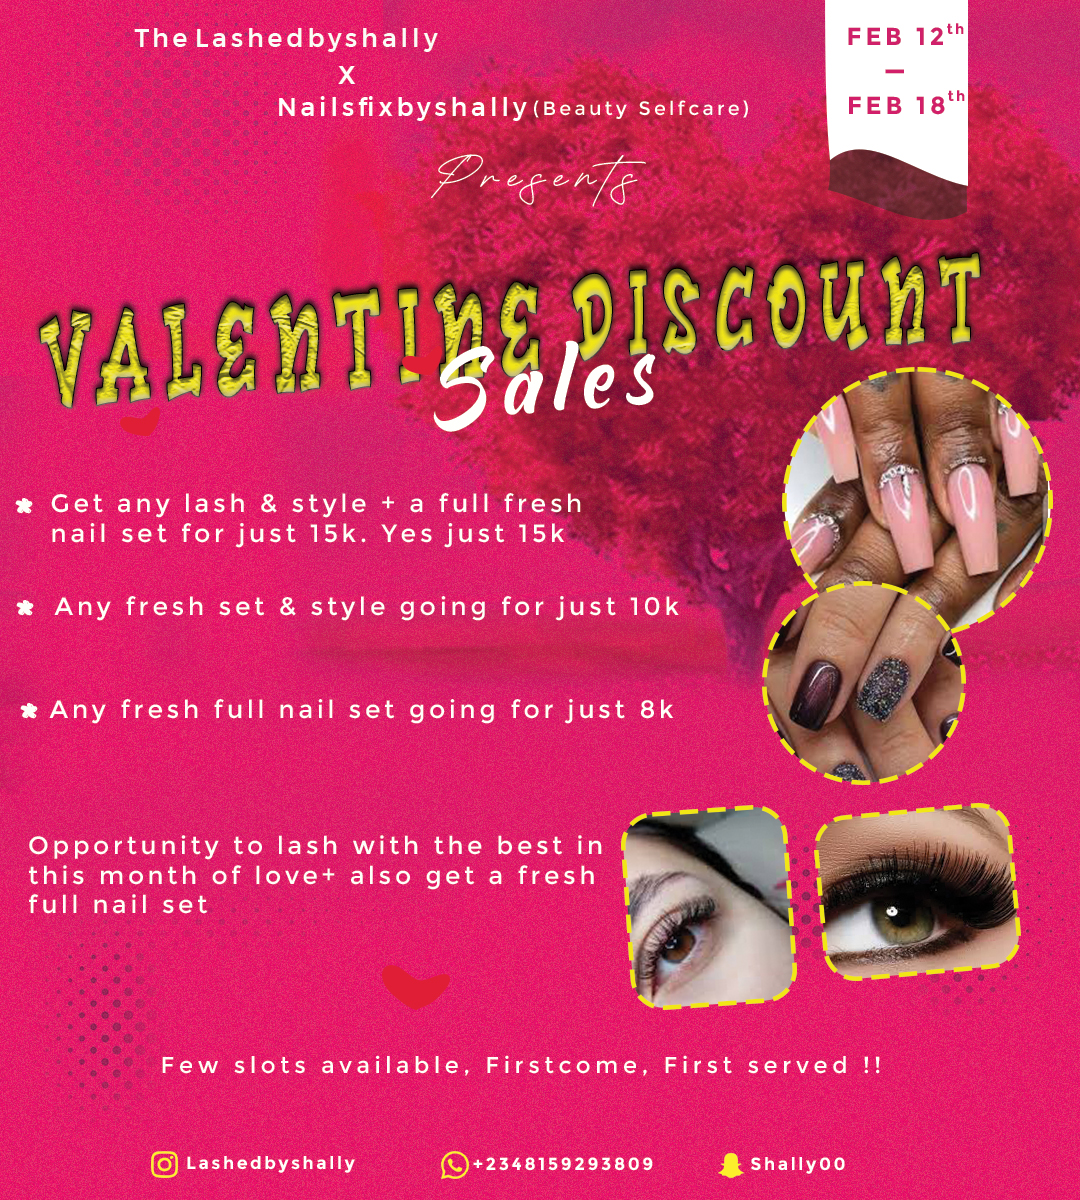 The Lashedbyshally
X
Nailsfixbyshally(Beauty Selfcare)
Presents
FEB 12th
–
FEB 18th
VALENTINE DISCOUNT
Sales
Get any lash & style + a full fresh
nail set for just 15k. Yes just 15k
Any fresh set & style going for just 10k
Any fresh full nail set going for just 8k
Opportunity to lash with the best in
this month of love+ also get a fresh
full nail set
Few slots available, Firstcome, First served !!
Lashedbyshally
+2348159293809
Shally00